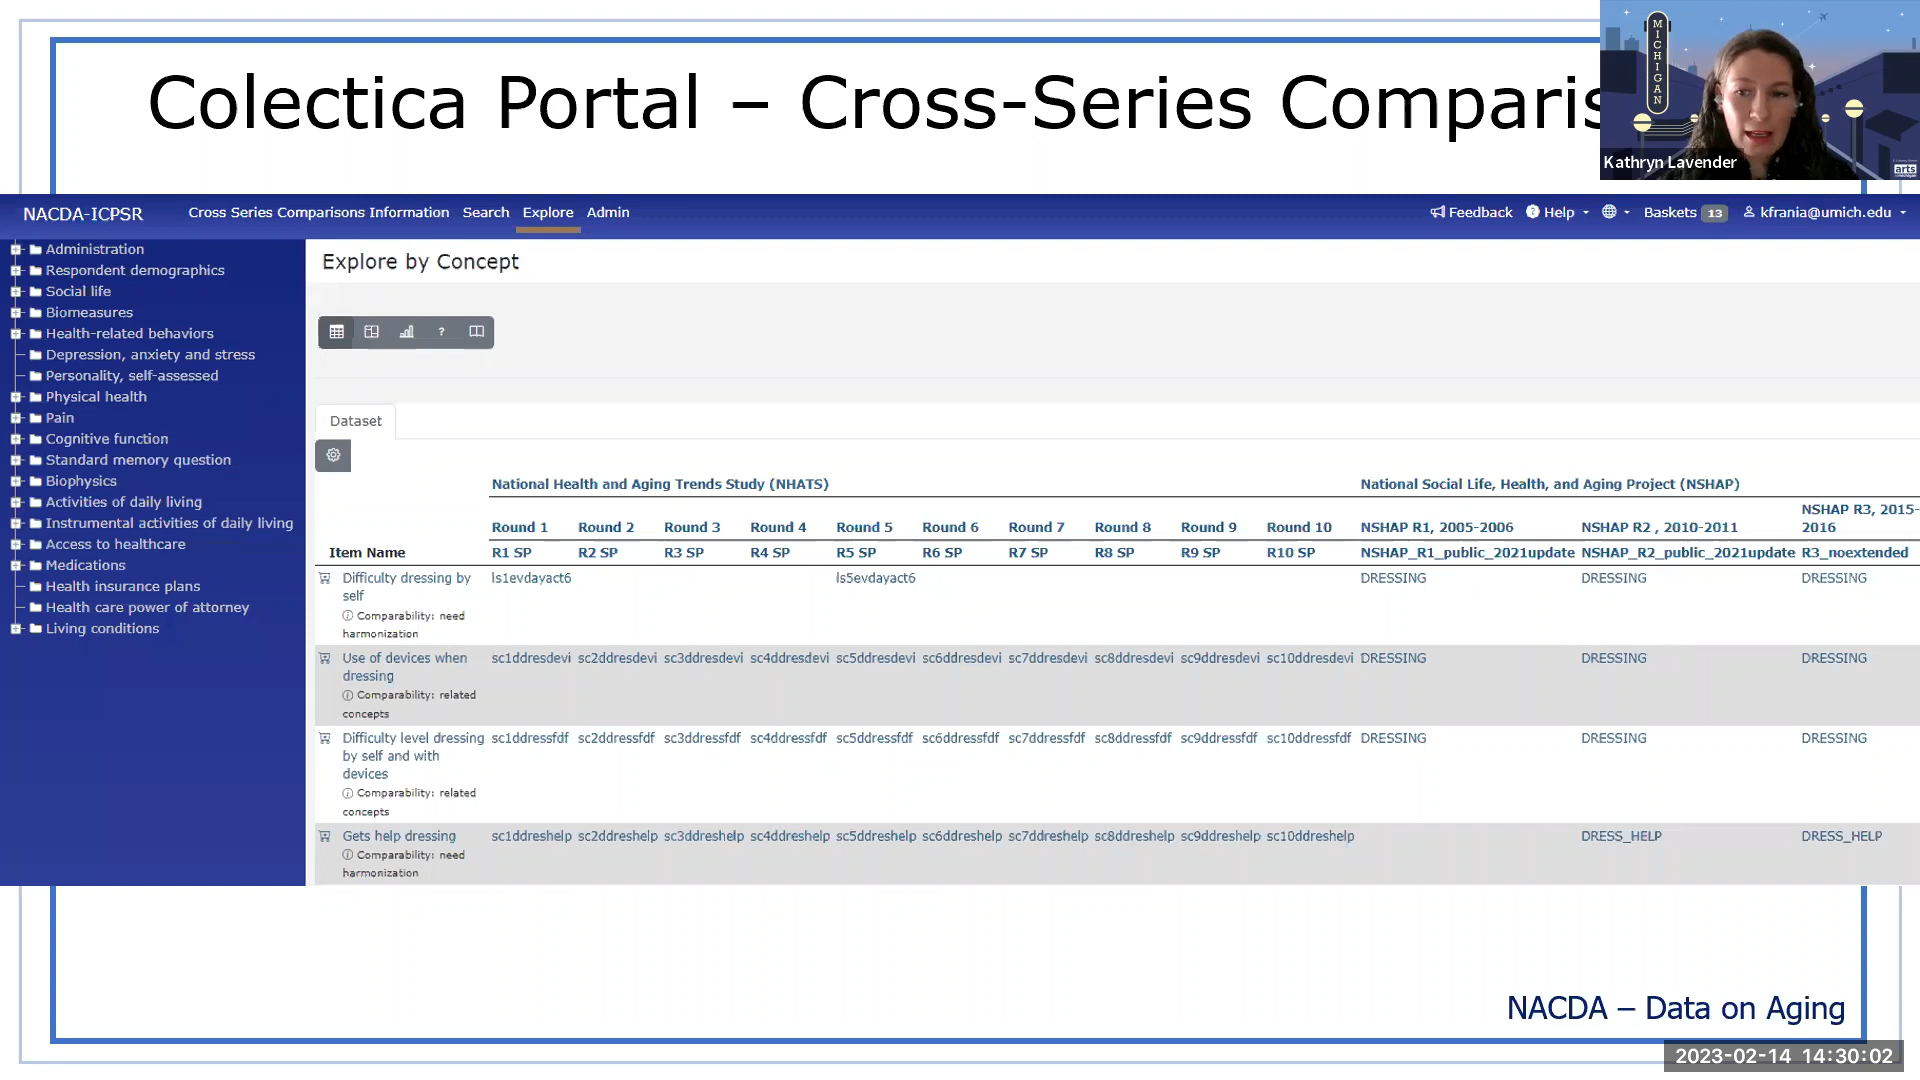 Colectica Portal – Cross-Series Comparis
MICHIGAN
Kathryn Lavender
arts
NACDA-ICPSR Cross Series Comparisons Information Search Explore Admin Feedback Help Baskets 13 kfrania@umich.edu
Administration
Respondent demographics
Social life
Biomeasures
Health-related behaviors
Depression, anxiety and stress
Personality, self-assessed
Physical health
Pain
Cognitive function
Standard memory question
Biophysics
Activities of daily living
Instrumental activities of daily living
Access to healthcare
Medications
Health insurance plans
Health care power of attorney
Living conditions
Explore by Concept
?
Dataset
National Health and Aging Trends Study (NHATS) National Social Life, Health, and Aging Project (NSHAP)
Round 1 Round 2 Round 3 Round 4 Round 5 Round 6 Round 7 Round 8 Round 9 Round 10 NSHAP R1, 2005-2006 NSHAP R2 , 2010-2011 NSHAP R3, 2015-
2016
Item Name R1 SP R2 SP R3 SP R4 SP R5 SP R6 SP R7 SP R8 SP R9 SP R10 SP NSHAP_R1_public_2021update NSHAP_R2_public_2021update R3_noextended
Difficulty dressing by ls1evdayact6 ls5evdayact6 DRESSING DRESSING DRESSING
self
Comparability: need
harmonization
Use of devices when sc1ddresdevi sc2ddresdevi sc3ddresdevi sc4ddresdevi sc5ddresdevi sc6ddresdevi sc7ddresdevi sc8ddresdevi sc9ddresdevi sc10ddresdevi DRESSING DRESSING DRESSING
dressing
Comparability: related
concepts
Difficulty level dressing sc1ddressfdf sc2ddressfdf sc3ddressfdf sc4ddressfdf sc5ddressfdf sc6ddressfdf sc7ddressfdf sc8ddressfdf sc9ddressfdf sc10ddressfdf DRESSING DRESSING DRESSING
by self and with
devices
Comparability: related
concepts
Gets help dressing sc1ddreshelp sc2ddreshelp sc3ddreshelp sc4ddreshelp sc5ddreshelp sc6ddreshelp sc7ddreshelp sc8ddreshelp sc9ddreshelp sc10ddreshelp DRESS_HELP DRESS_HELP
Comparability: need
harmonization
NACDA – Data on Aging
2023-02-14 14:30:02